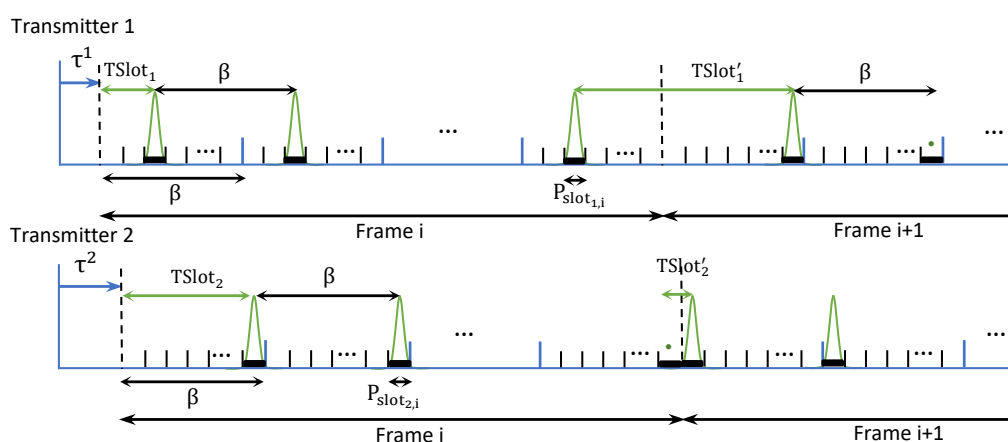 Transmitter 1
τ¹
TSlot₁
β
TSlot′₁
β
...
...
...
...
...
...
...
β
P_slot₁,ᵢ
Frame i
Frame i+1
Transmitter 2
τ²
TSlot₂
β
TSlot′₂
...
...
...
...
...
...
...
β
P_slot₂,ᵢ
Frame i
Frame i+1